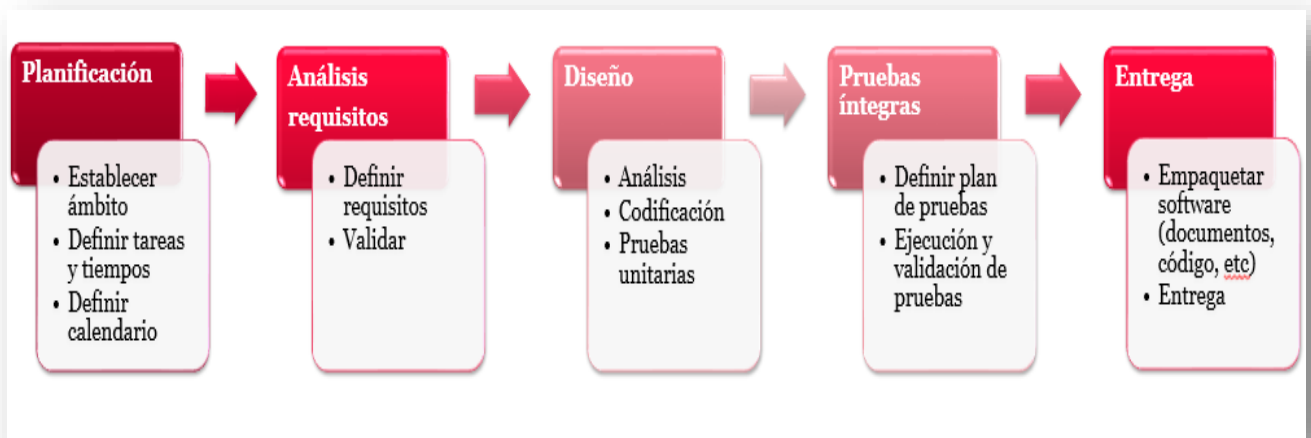 Planificación
• Establecer
ámbito
• Definir tareas
y tiempos
• Definir
calendario
Análisis
requisitos
• Definir
requisitos
• Validar
Diseño
• Análisis
• Codificación
• Pruebas
unitarias
Pruebas
íntegras
• Definir plan
de pruebas
• Ejecución y
validación de
pruebas
Entrega
• Empaquetar
software
(documentos,
código, etc)
• Entrega